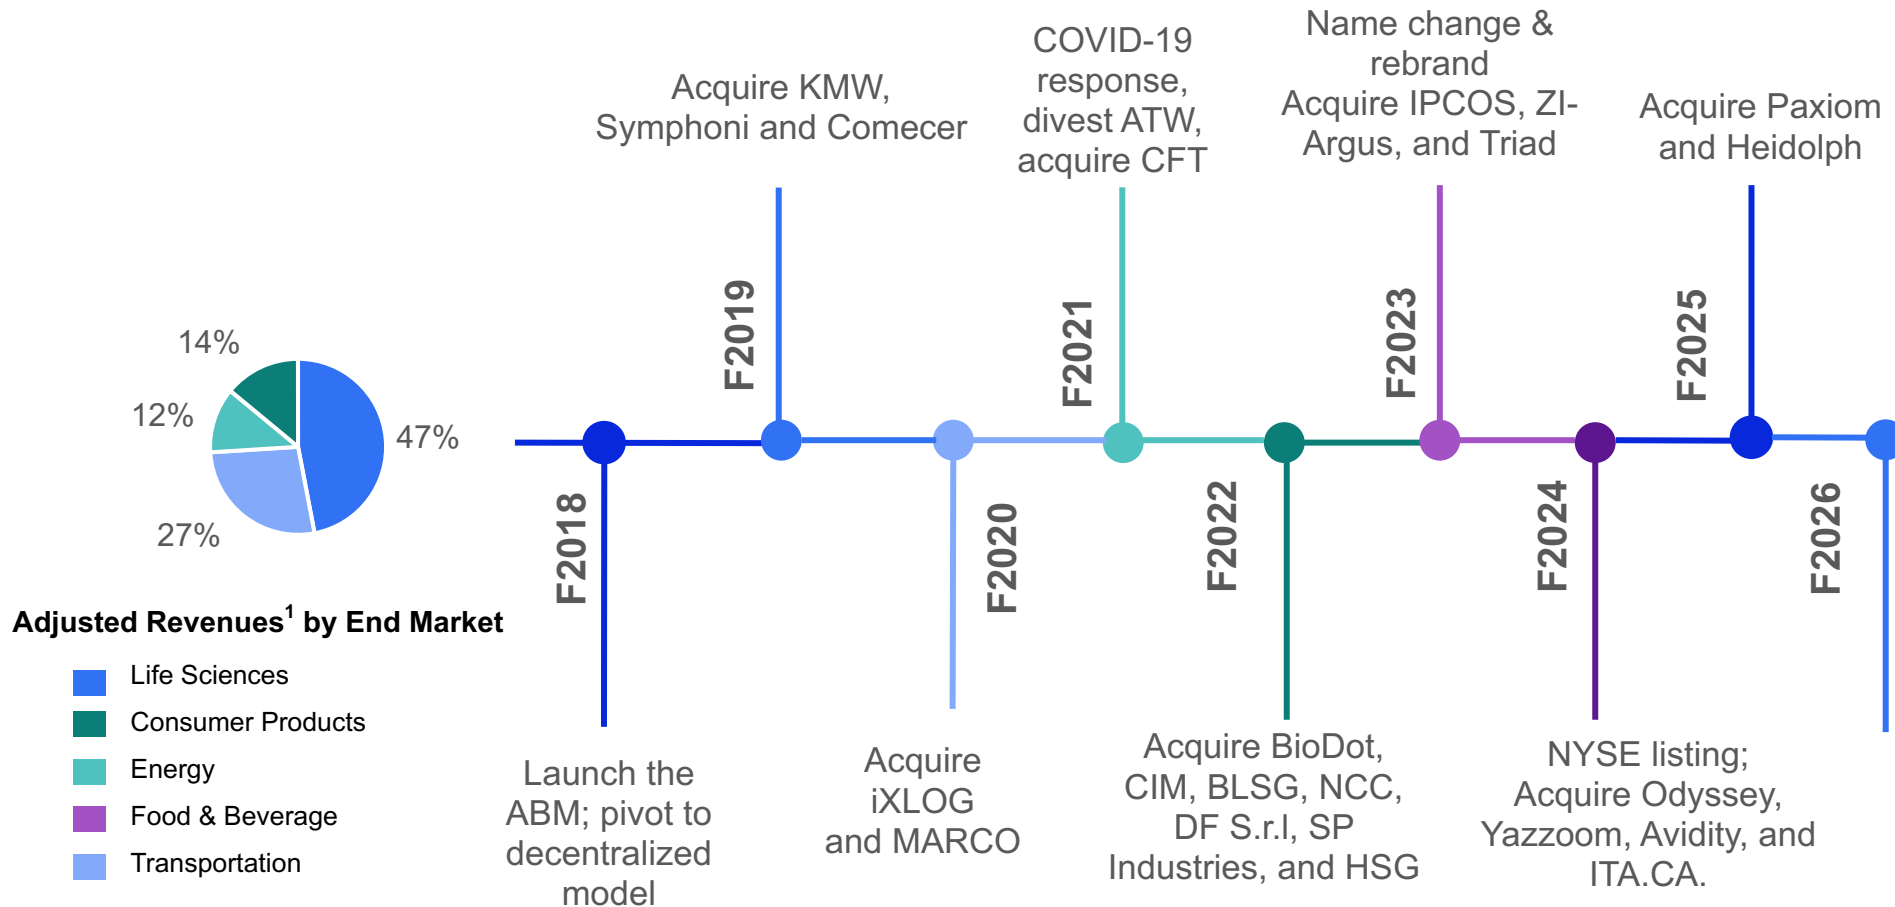 Acquire KMW,
Symphoni and Comecer
COVID-19
response,
divest ATW,
acquire CFT
Name change &
rebrand
Acquire IPCOS, ZI-
Argus, and Triad
Acquire Paxiom
and Heidolph
F2019
F2021
F2023
F2025
14%
12%
47%
27%
F2018
F2020
F2022
F2024
F2026
Adjusted Revenues1 by End Market
Life Sciences
Consumer Products
Energy
Food & Beverage
Transportation
Launch the
ABM; pivot to
decentralized
model
Acquire
iXLOG
and MARCO
Acquire BioDot,
CIM, BLSG, NCC,
DF S.r.l, SP
Industries, and HSG
NYSE listing;
Acquire Odyssey,
Yazzoom, Avidity, and
ITA.CA.